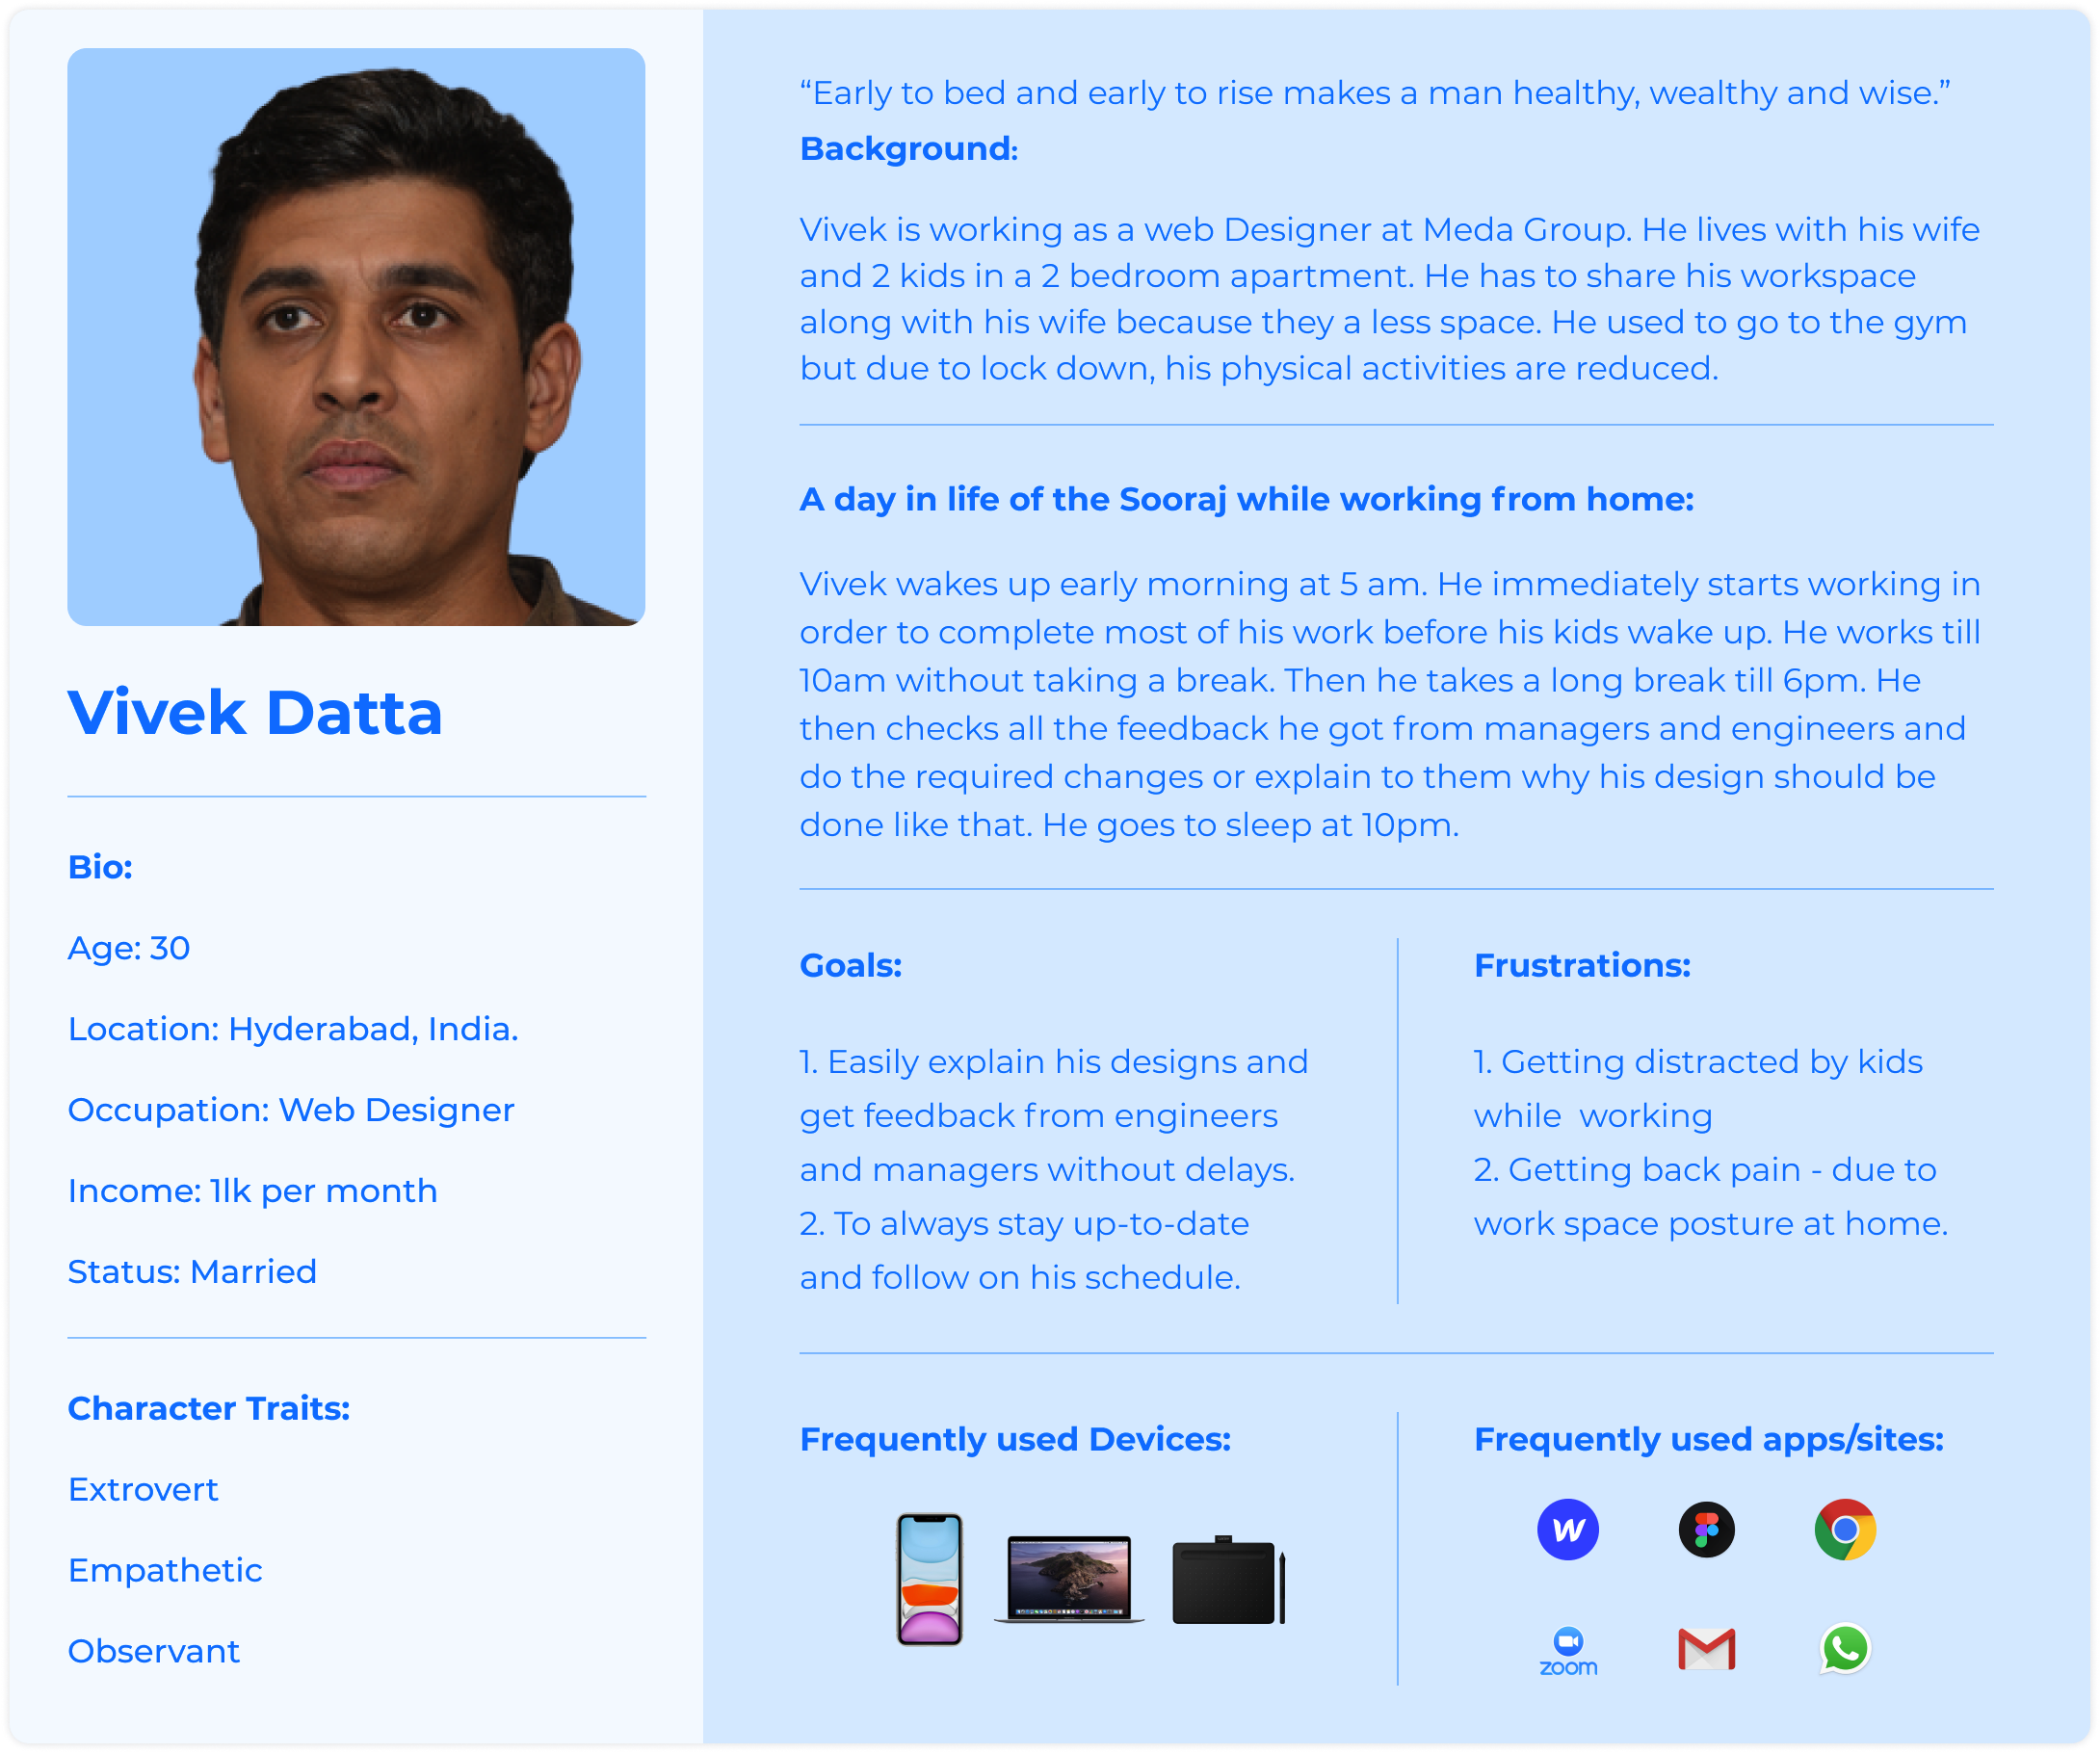 Vivek Datta
Bio:
Age: 30
Location: Hyderabad, India.
Occupation: Web Designer
Income: 1lk per month
Status: Married
Character Traits:
Extrovert
Empathetic
Observant
“Early to bed and early to rise makes a man healthy, wealthy and wise.”
Background:
Vivek is working as a web Designer at Meda Group. He lives with his wife
and 2 kids in a 2 bedroom apartment. He has to share his workspace
along with his wife because they a less space. He used to go to the gym
but due to lock down, his physical activities are reduced.
A day in life of the Sooraj while working from home:
Vivek wakes up early morning at 5 am. He immediately starts working in
order to complete most of his work before his kids wake up. He works till
10am without taking a break. Then he takes a long break till 6pm. He
then checks all the feedback he got from managers and engineers and
do the required changes or explain to them why his design should be
done like that. He goes to sleep at 10pm.
Goals:
1. Easily explain his designs and
get feedback from engineers
and managers without delays.
2. To always stay up-to-date
and follow on his schedule.
Frustrations:
1. Getting distracted by kids
while  working
2. Getting back pain - due to
work space posture at home.
Frequently used Devices:
Frequently used apps/sites:
w
zoom